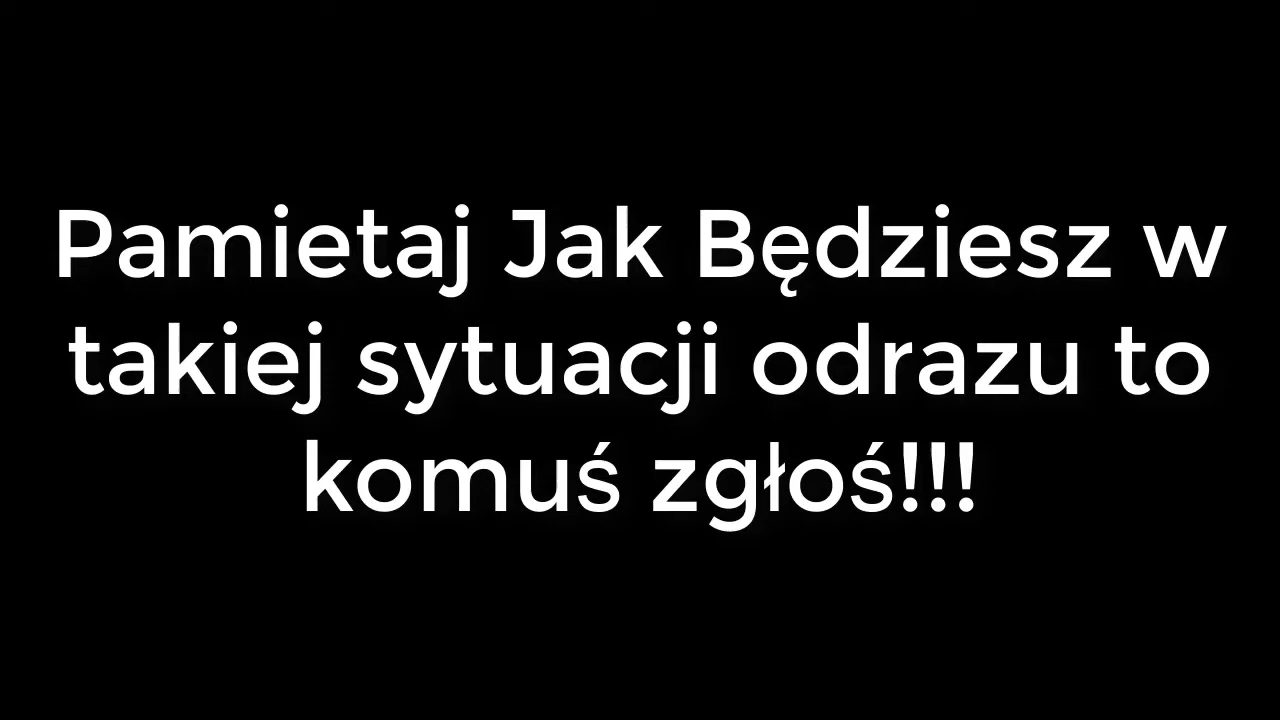 Pamietaj Jak Będziesz w
takiej sytuacji odrazu to
komuś zgłoś!!!